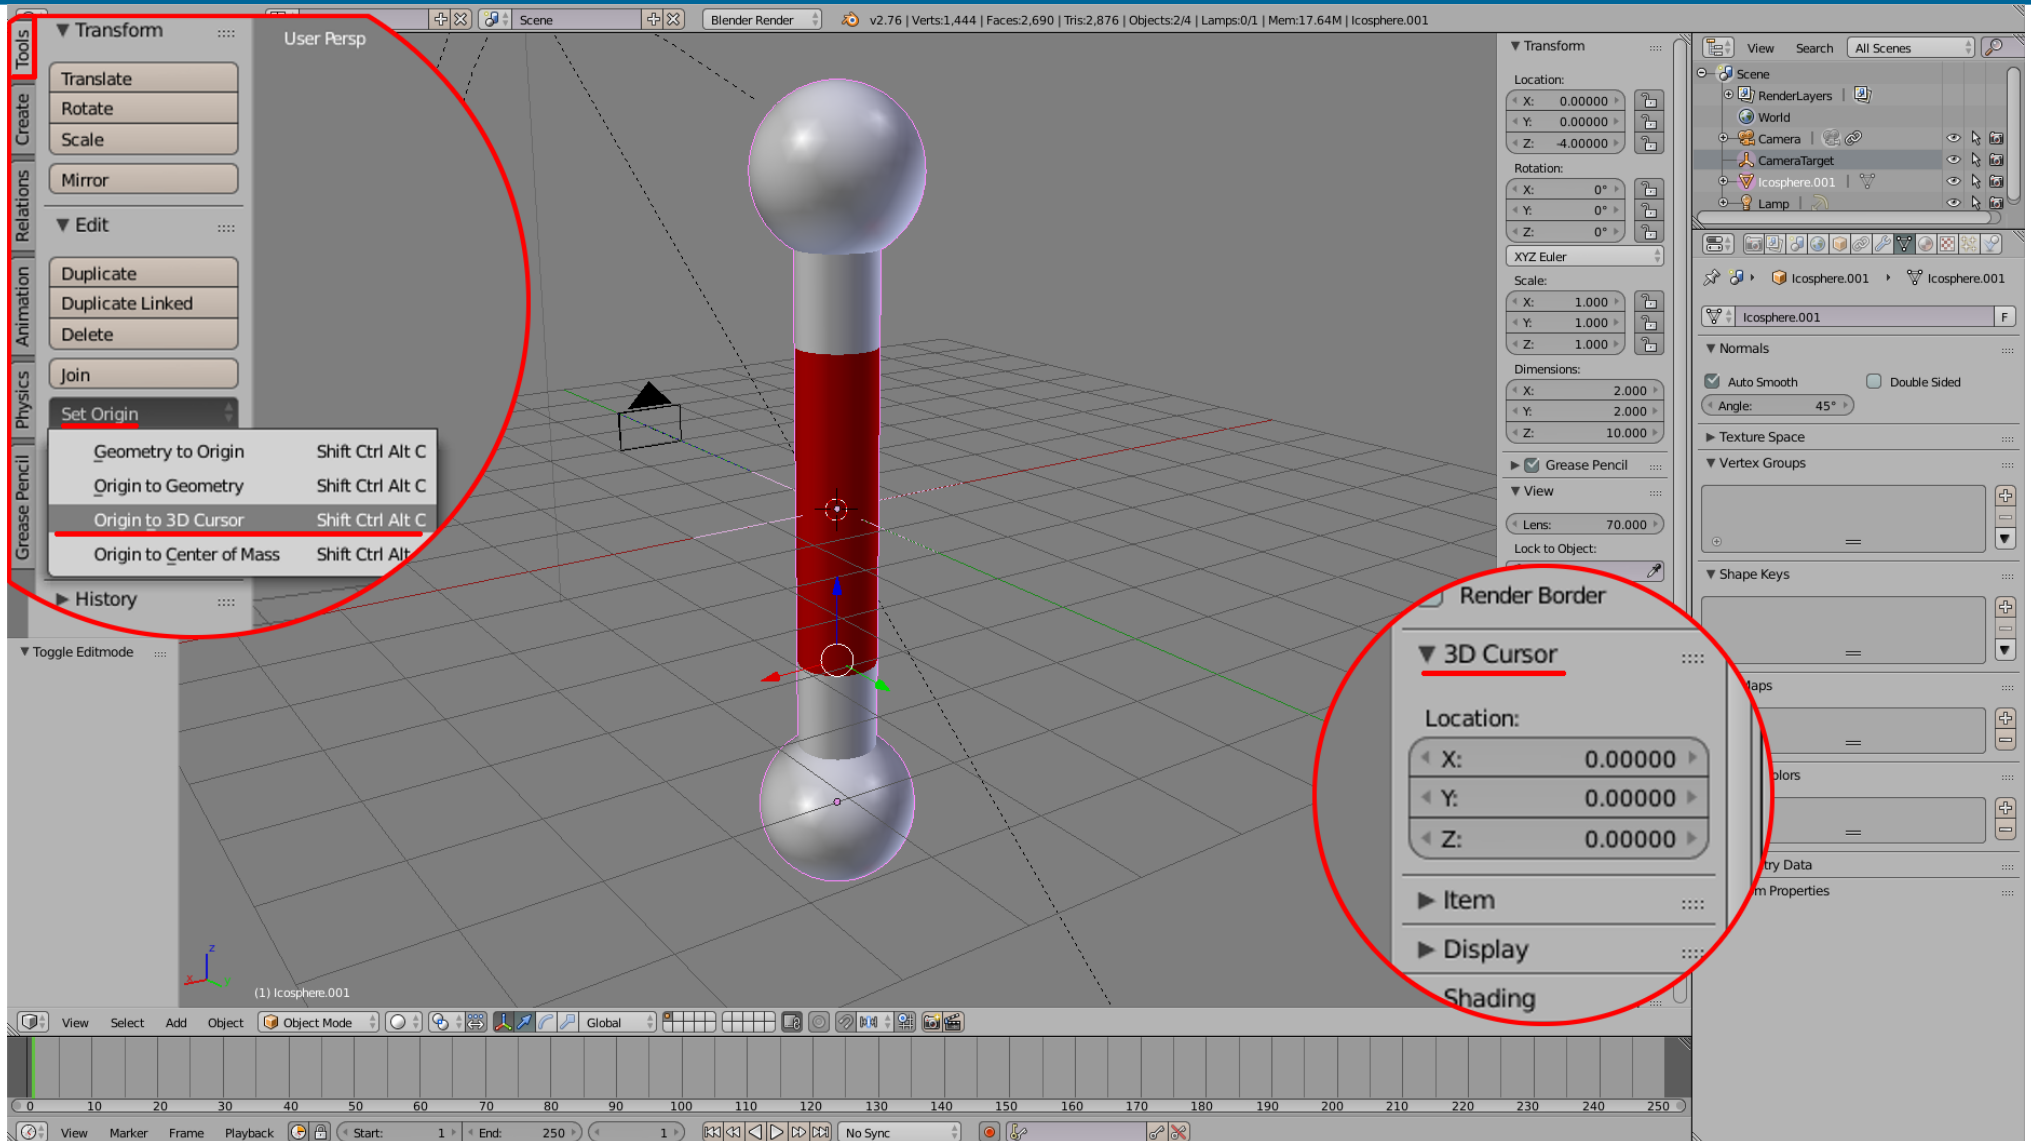 Scene
Blender Render
v2.76 | Verts:1,444 | Faces:2,690 | Tris:2,876 | Objects:2/4 | Lamps:0/1 | Mem:17.64M | Icosphere.001
Tools
Create
Relations
Animation
Physics
Grease Pencil
Transform
Translate
Rotate
Scale
Mirror
Edit
Duplicate
Duplicate Linked
Delete
Join
Set Origin
Geometry to Origin Shift Ctrl Alt C
Origin to Geometry Shift Ctrl Alt C
Origin to 3D Cursor Shift Ctrl Alt C
Origin to Center of Mass Shift Ctrl Alt
History
Toggle Editmode
User Persp
z
x
(1) Icosphere.001
Transform
Location:
X: 0.00000
Y: 0.00000
Z: -4.00000
Rotation:
X: 0°
Y: 0°
Z: 0°
XYZ Euler
Scale:
X: 1.000
Y: 1.000
Z: 1.000
Dimensions:
X: 2.000
Y: 2.000
Z: 10.000
Grease Pencil
View
Lens: 70.000
Lock to Object:
Render Border
3D Cursor
Location:
X: 0.00000
Y: 0.00000
Z: 0.00000
Item
Display
Shading
View Search All Scenes
Scene
RenderLayers
World
Camera
CameraTarget
Icosphere.001
Lamp
Icosphere.001 Icosphere.001
Icosphere.001 F
Normals
Auto Smooth Double Sided
Angle: 45°
Texture Space
Vertex Groups
Shape Keys
Maps
olors
try Data
m Properties
View Select Add Object Object Mode Global
0 10 20 30 40 50 60 70 80 90 100 110 120 130 140 150 160 170 180 190 200 210 220 230 240 250
View Marker Frame Playback Start: 1 End: 250 1 No Sync